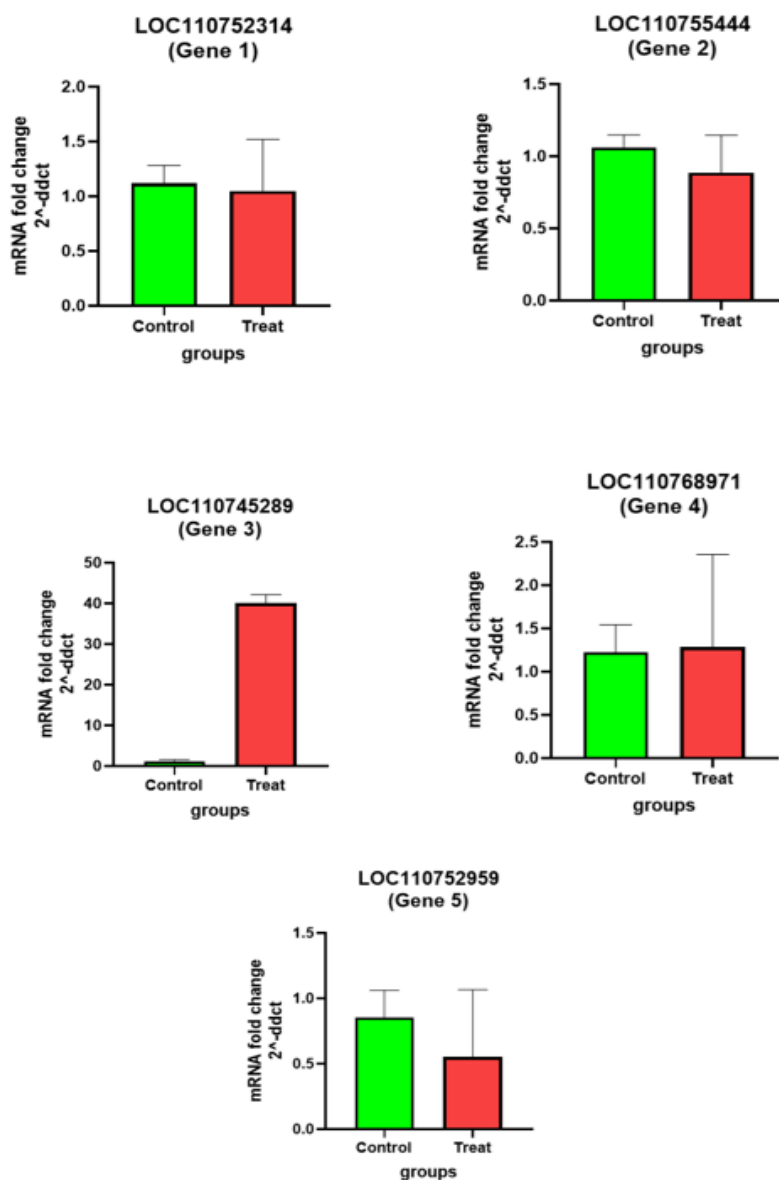 LOC110752314
(Gene 1)
mRNA fold change
2^-ddct
2.0
1.5
1.0
0.5
0.0
Control
Treat
groups
LOC110755444
(Gene 2)
mRNA fold change
2^-ddct
1.5
1.0
0.5
0.0
Control
Treat
groups
LOC110745289
(Gene 3)
mRNA fold change
2^-ddct
50
40
30
20
10
0
Control
Treat
groups
LOC110768971
(Gene 4)
mRNA fold change
2^-ddct
2.5
2.0
1.5
1.0
0.5
0.0
Control
Treat
groups
LOC110752959
(Gene 5)
mRNA fold change
2^-ddct
1.5
1.0
0.5
0.0
Control
Treat
groups